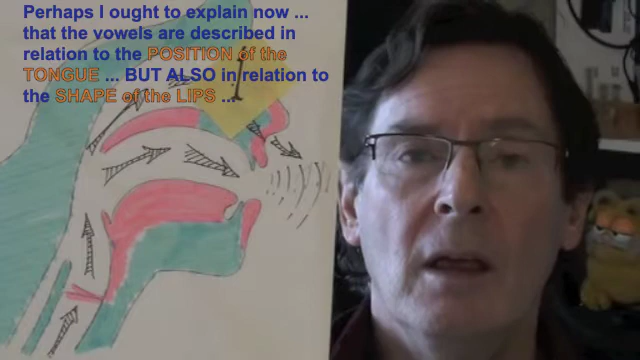 Perhaps I ought to explain now ...
that the vowels are described in
relation to the POSITION of the
TONGUE ... BUT ALSO in relation to
the SHAPE of the LIPS ...